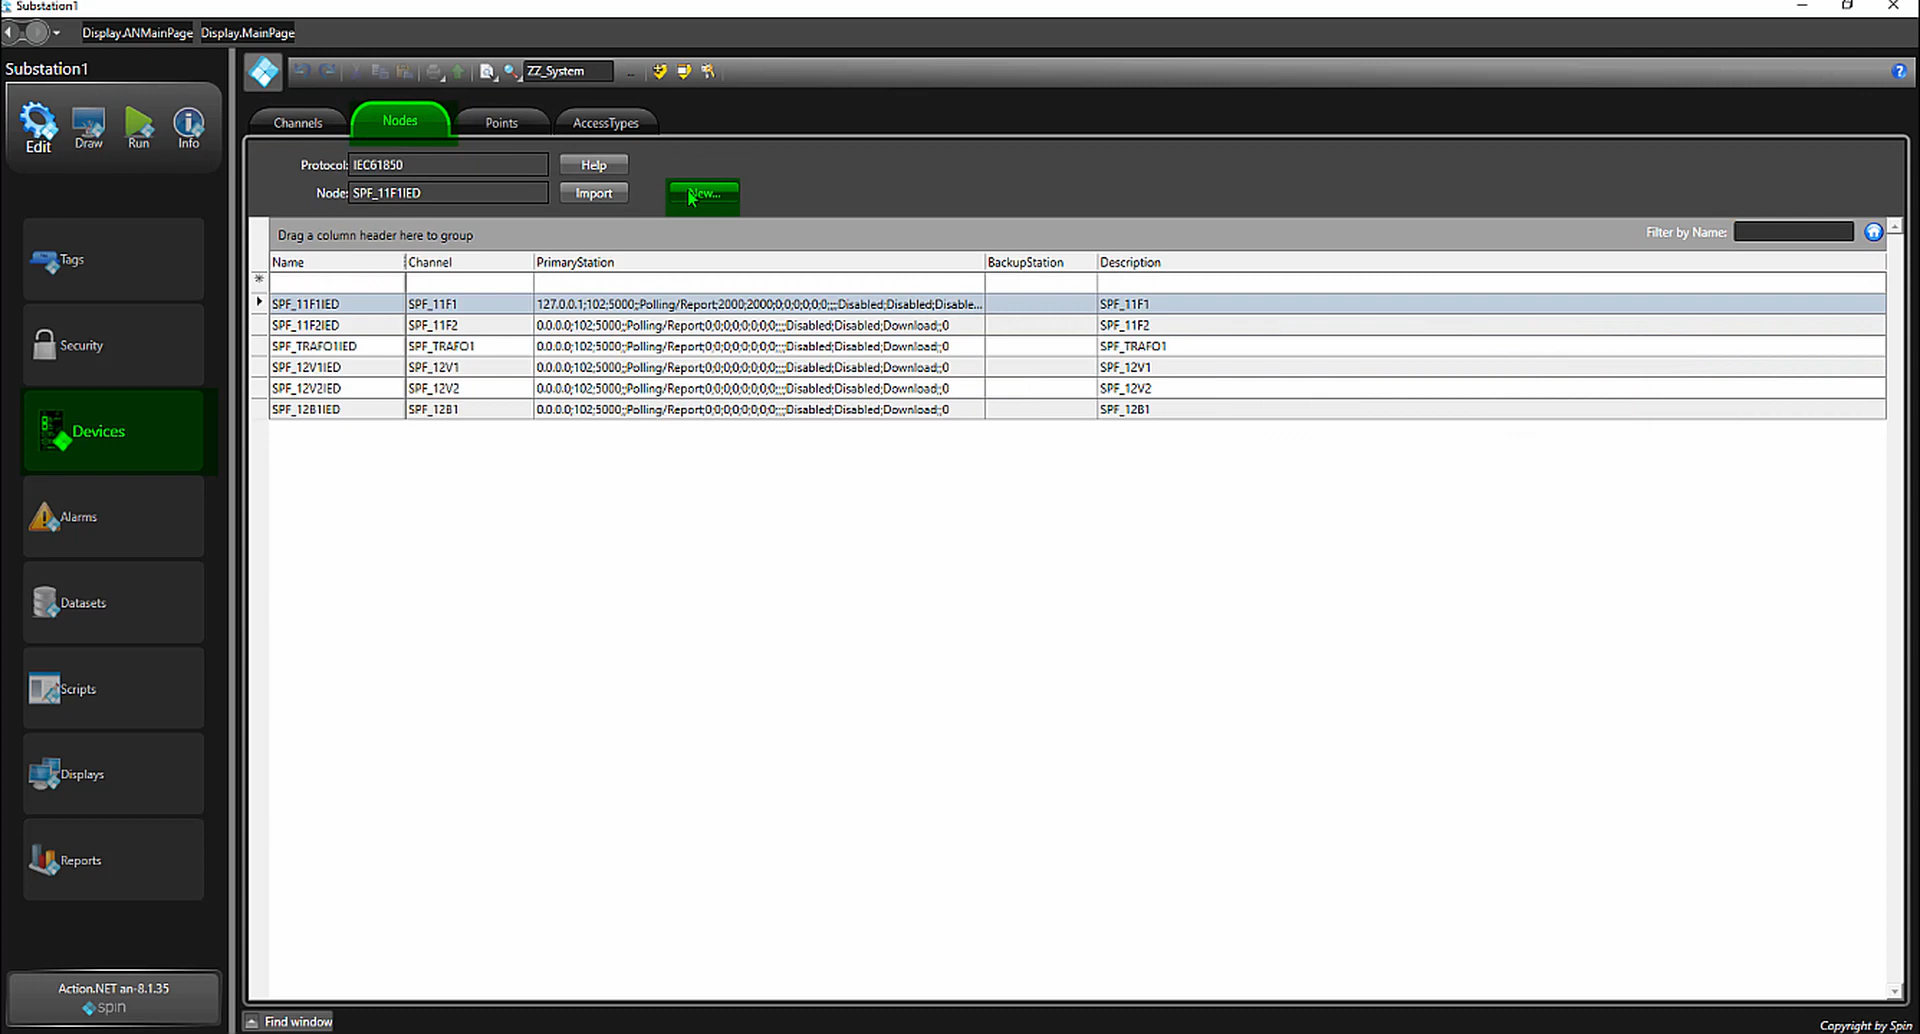 Substation1
Display.ANMainPage Display.MainPage
Substation1
Edit Draw Run Info
ZZ_System ...
Channels Nodes Points AccessTypes
Protocol: IEC61850 Help
Node: SPF_11F1IED Import New...
Drag a column header here to group Filter by Name:
Name Channel PrimaryStation BackupStation Description
SPF_11F1IED SPF_11F1 127.0.0.1;102;5000;;Polling/Report;2000;2000;0;0;0;0;0;0;;;;Disabled;Disabled;Disable... SPF_11F1
SPF_11F2IED SPF_11F2 0.0.0.0;102;5000;;Polling/Report;0;0;0;0;0;0;0;0;;;;Disabled;Disabled;Download;;0 SPF_11F2
SPF_TRAFO1IED SPF_TRAFO1 0.0.0.0;102;5000;;Polling/Report;0;0;0;0;0;0;0;0;;;;Disabled;Disabled;Download;;0 SPF_TRAFO1
SPF_12V1IED SPF_12V1 0.0.0.0;102;5000;;Polling/Report;0;0;0;0;0;0;0;0;;;;Disabled;Disabled;Download;;0 SPF_12V1
SPF_12V2IED SPF_12V2 0.0.0.0;102;5000;;Polling/Report;0;0;0;0;0;0;0;0;;;;Disabled;Disabled;Download;;0 SPF_12V2
SPF_12B1IED SPF_12B1 0.0.0.0;102;5000;;Polling/Report;0;0;0;0;0;0;0;0;;;;Disabled;Disabled;Download;;0 SPF_12B1
Tags
Security
Devices
Alarms
Datasets
Scripts
Displays
Reports
Action.NET an-8.1.35
spin
Find window
Copyright by Spin